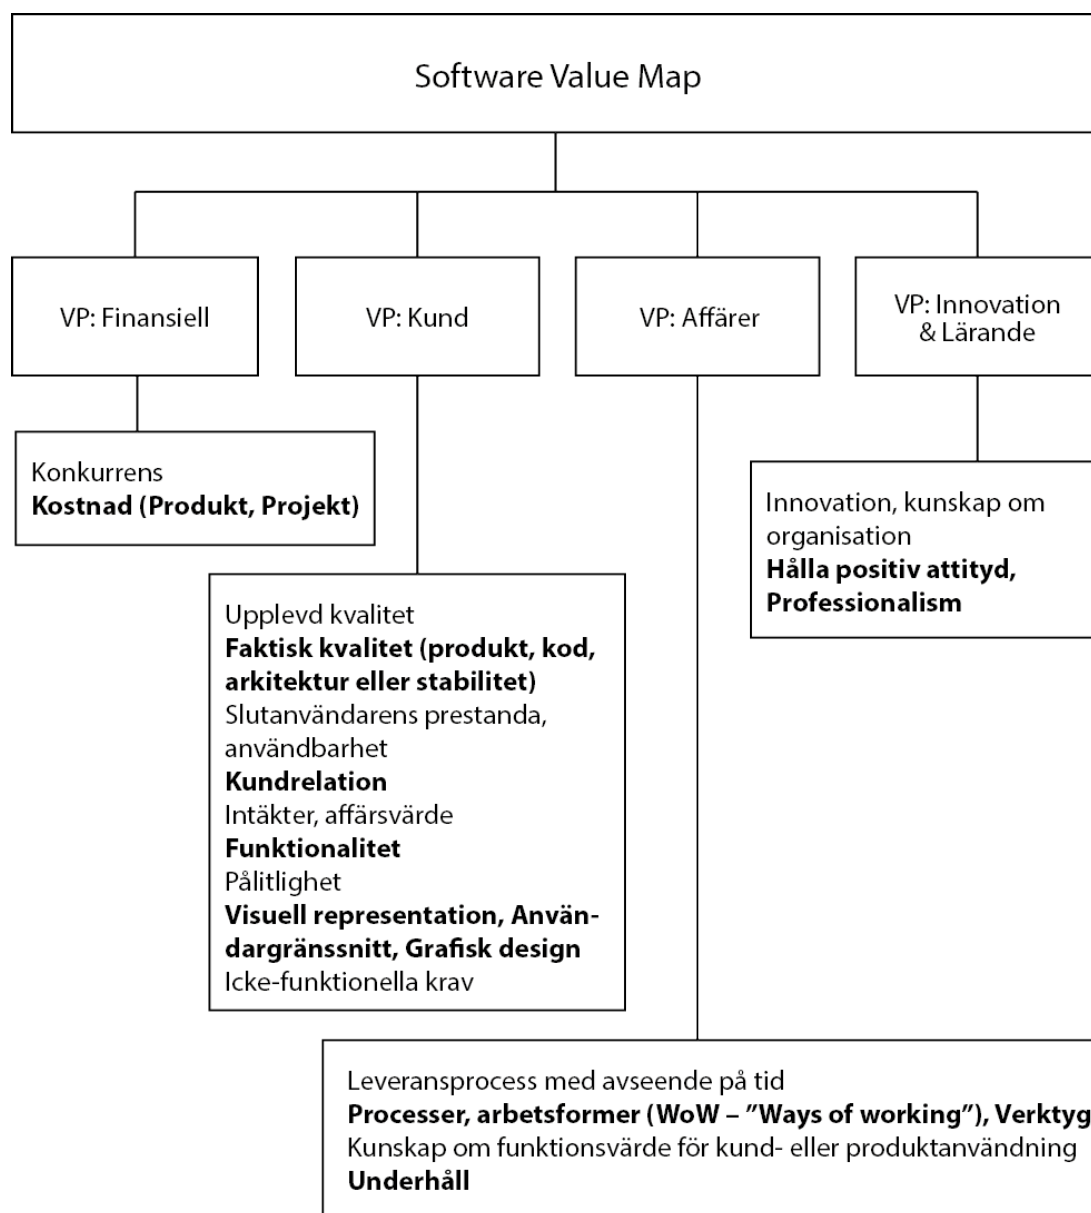 Software Value Map
VP: Finansiell
VP: Kund
VP: Affärer
VP: Innovation
& Lärande
Konkurrens
Kostnad (Produkt, Projekt)
Innovation, kunskap om
organisation
Hålla positiv attityd,
Professionalism
Upplevd kvalitet
Faktisk kvalitet (produkt, kod,
arkitektur eller stabilitet)
Slutanvändarens prestanda,
användbarhet
Kundrelation
Intäkter, affärsvärde
Funktionalitet
Pålitlighet
Visuell representation, Använ-
dargränssnitt, Grafisk design
Icke-funktionella krav
Leveransprocess med avseende på tid
Processer, arbetsformer (WoW – ”Ways of working”), Verktyg
Kunskap om funktionsvärde för kund- eller produktanvändning
Underhåll